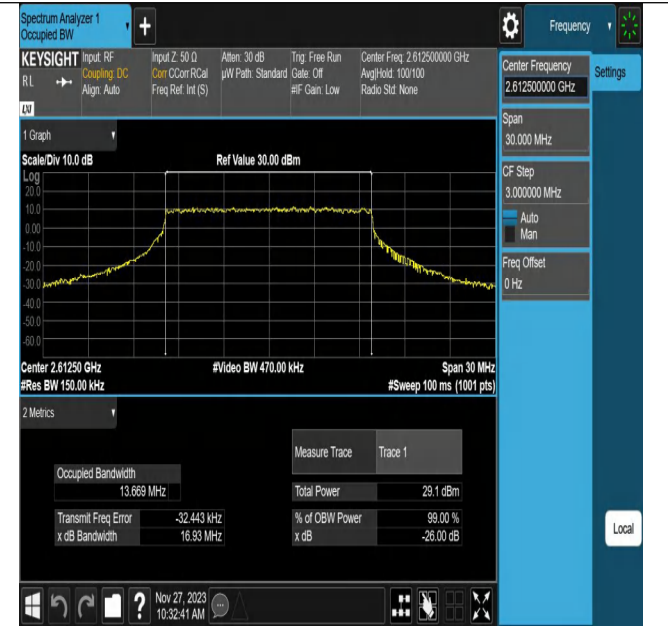 Spectrum Analyzer 1
Occupied BW
+
Frequency
KEYSIGHT
R L
LXI
Input: RF
Coupling: DC
Align: Auto
Input Z: 50 Ω
Corr CCorr RCal
Freq Ref: Int (S)
Atten: 30 dB
µW Path: Standard
Trig: Free Run
Gate: Off
#IF Gain: Low
Center Freq: 2.612500000 GHz
Avg|Hold: 100/100
Radio Std: None
Center Frequency
2.612500000 GHz
Settings
Span
30.000 MHz
CF Step
3.000000 MHz
Auto
Man
Freq Offset
0 Hz
1 Graph
Scale/Div 10.0 dB
Ref Value 30.00 dBm
Log
20.0
10.0
0.00
-10.0
-20.0
-30.0
-40.0
-50.0
-60.0
Center 2.61250 GHz
#Video BW 470.00 kHz
Span 30 MHz
#Res BW 150.00 kHz
#Sweep 100 ms (1001 pts)
2 Metrics
Measure Trace
Trace 1
Occupied Bandwidth
13.669 MHz
Total Power
29.1 dBm
Transmit Freq Error
-32.443 kHz
% of OBW Power
99.00 %
x dB Bandwidth
16.93 MHz
x dB
-26.00 dB
Local
?
Nov 27, 2023
10:32:41 AM